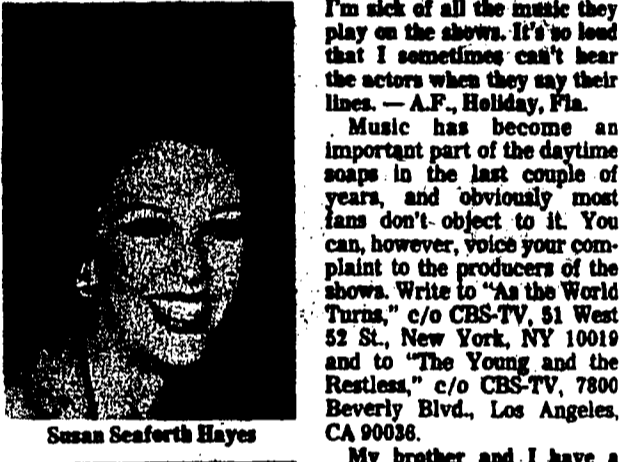 Susan Seaforth Hayes
I'm sick of all the music they
play on the shows. It's so loud
that I sometimes can't hear
the actors when they say their
lines. — A.F., Holiday, Fla.
Music has become an
important part of the daytime
soaps in the last couple of
years, and obviously most
fans don't object to it. You
can, however, voice your com-
plaint to the producers of the
shows. Write to "As the World
Turns," c/o CBS-TV, 51 West
52 St., New York, NY 10019
and to "The Young and the
Restless," c/o CBS-TV, 7800
Beverly Blvd., Los Angeles,
CA 90036.
My brother and I have a